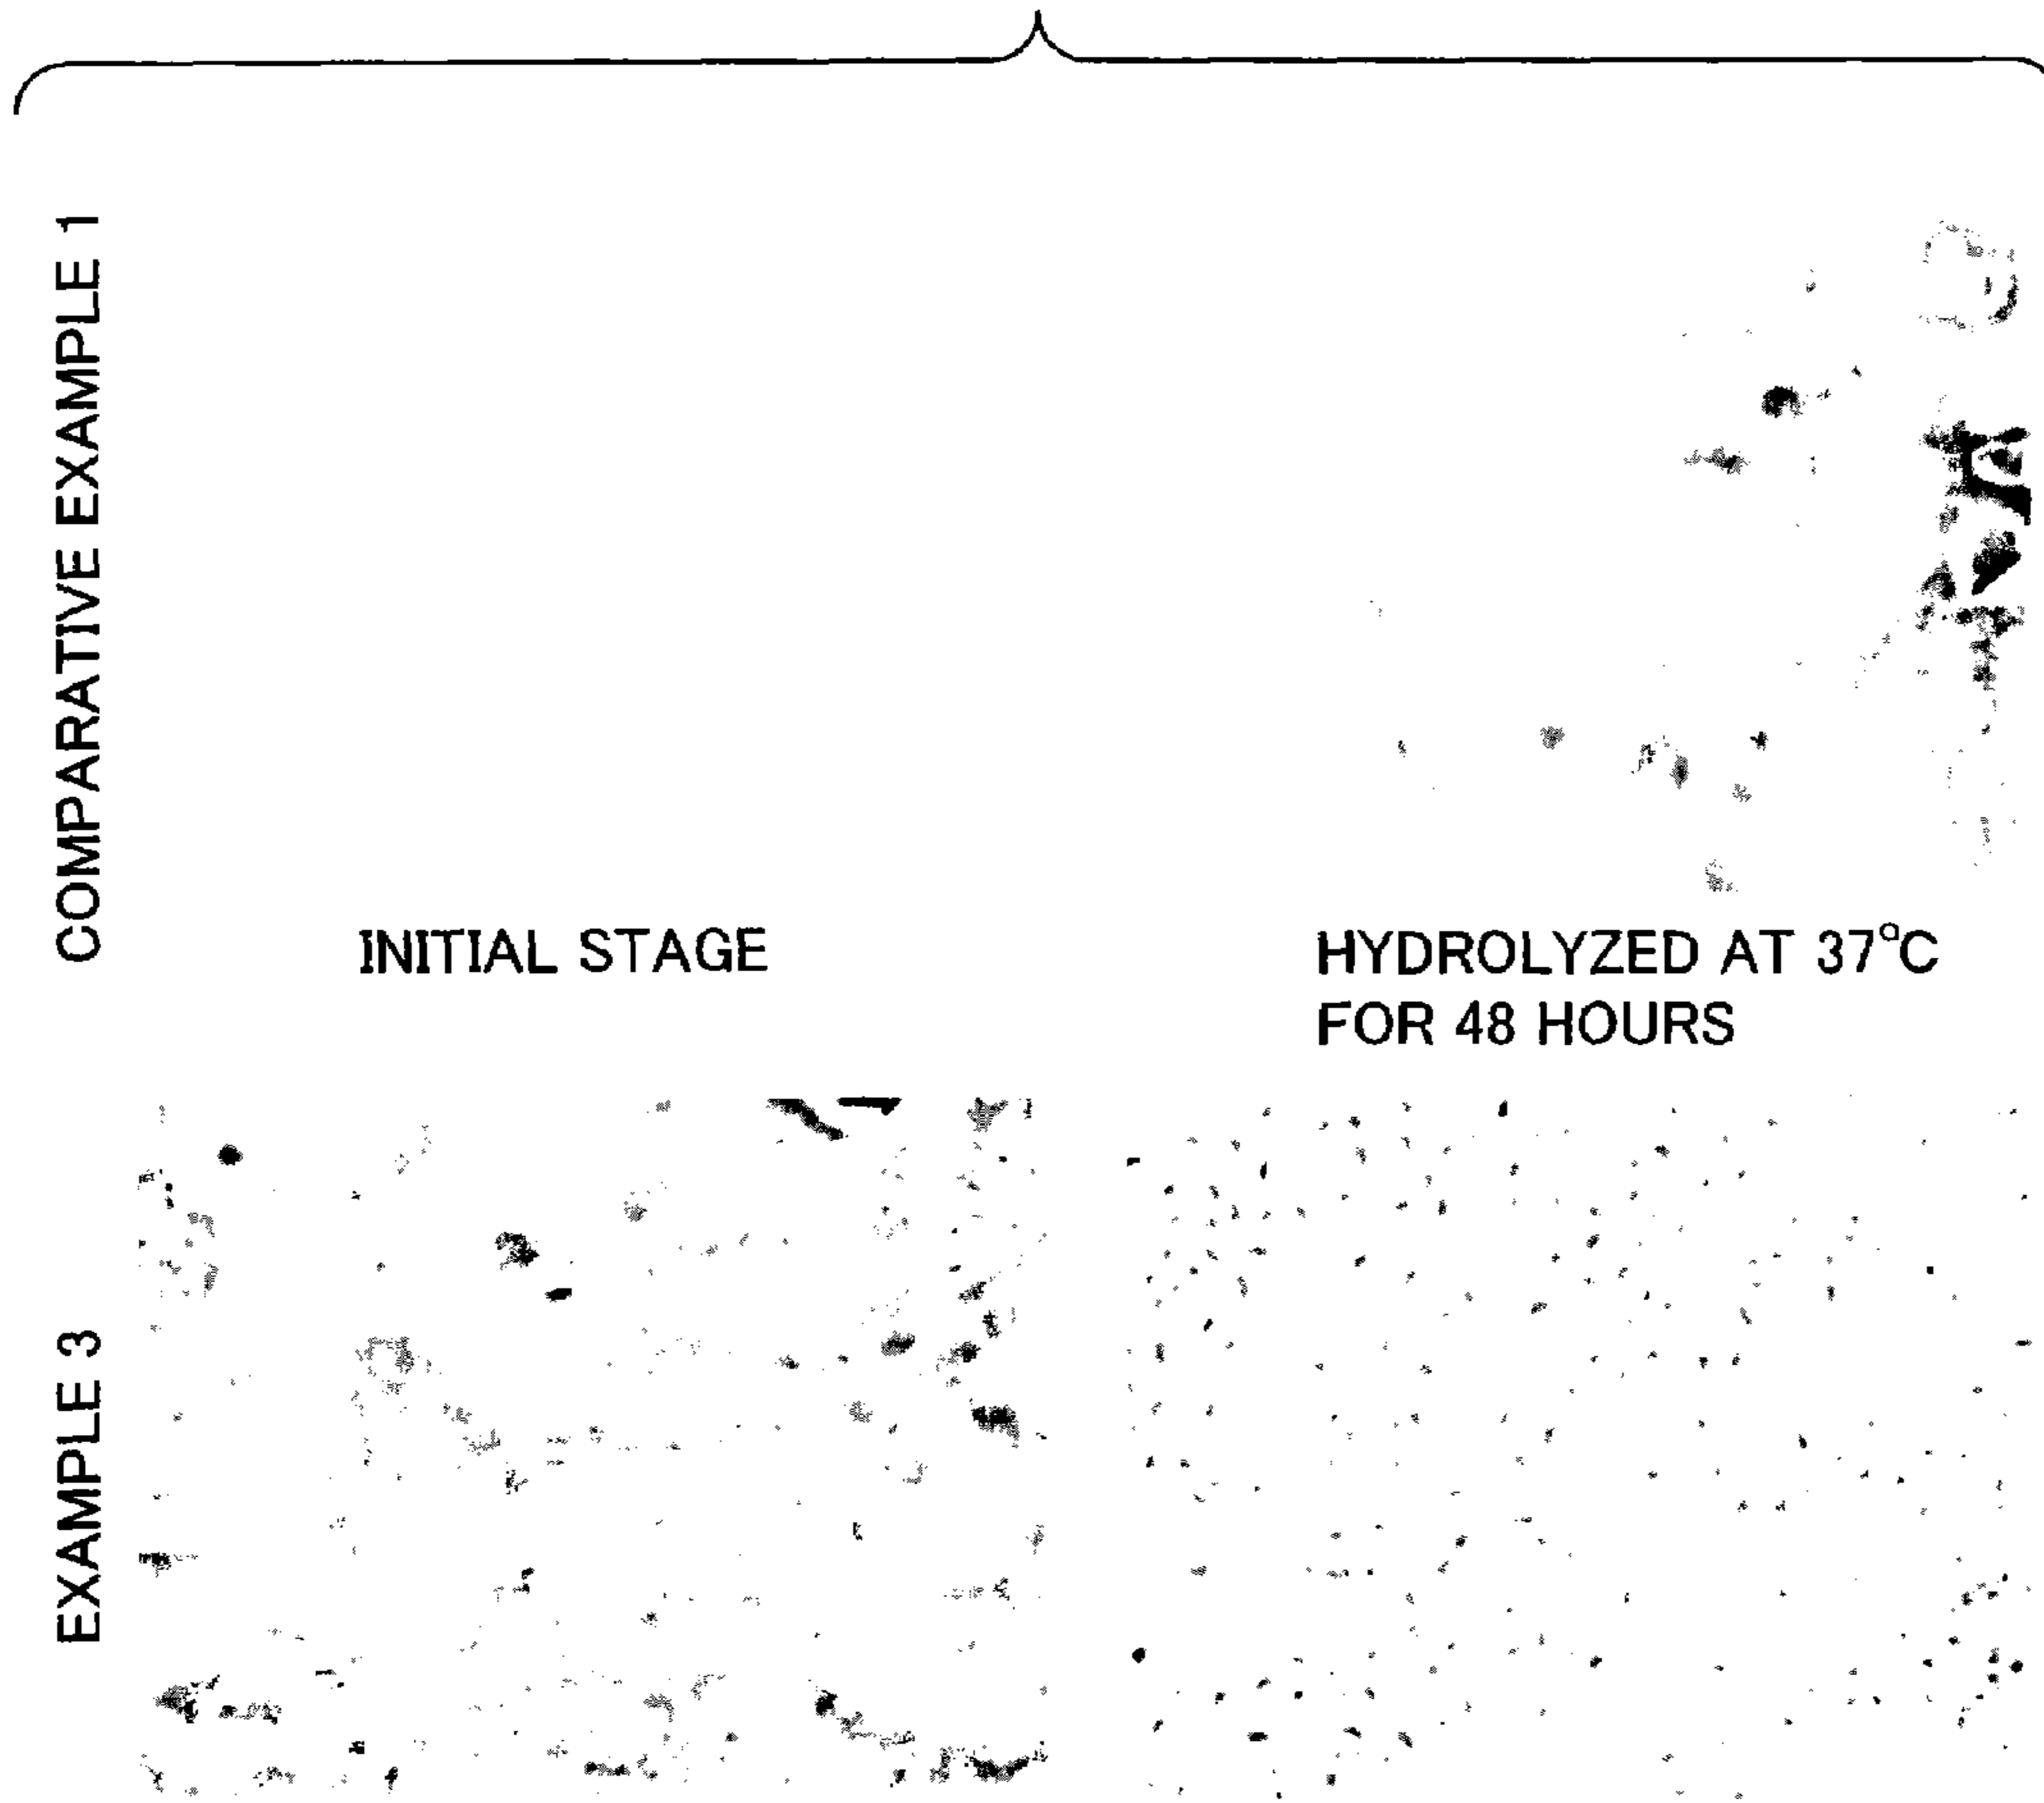 COMPARATIVE EXAMPLE 1
INITIAL STAGE
HYDROLYZED AT 37°C
FOR 48 HOURS
EXAMPLE 3